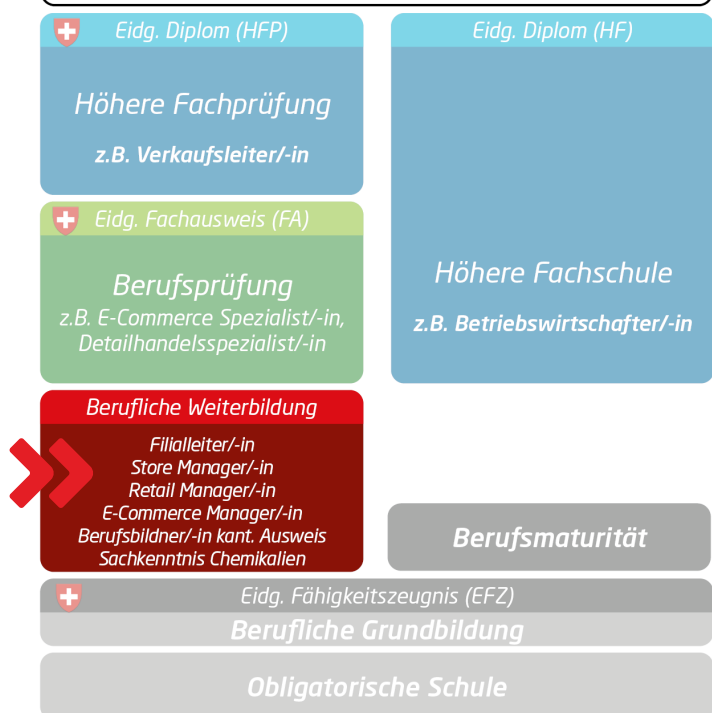 Eidg. Diplom (HFP)
Höhere Fachprüfung
z.B. Verkaufsleiter/-in
Eidg. Diplom (HF)
Höhere Fachschule
z.B. Betriebswirtschafter/-in
Eidg. Fachausweis (FA)
Berufsprüfung
z.B. E-Commerce Spezialist/-in,
Detailhandelsspezialist/-in
Berufliche Weiterbildung
Filialleiter/-in
Store Manager/-in
Retail Manager/-in
E-Commerce Manager/-in
Berufsbildner/-in kant. Ausweis
Sachkenntnis Chemikalien
Berufsmaturität
Eidg. Fähigkeitszeugnis (EFZ)
Berufliche Grundbildung
Obligatorische Schule